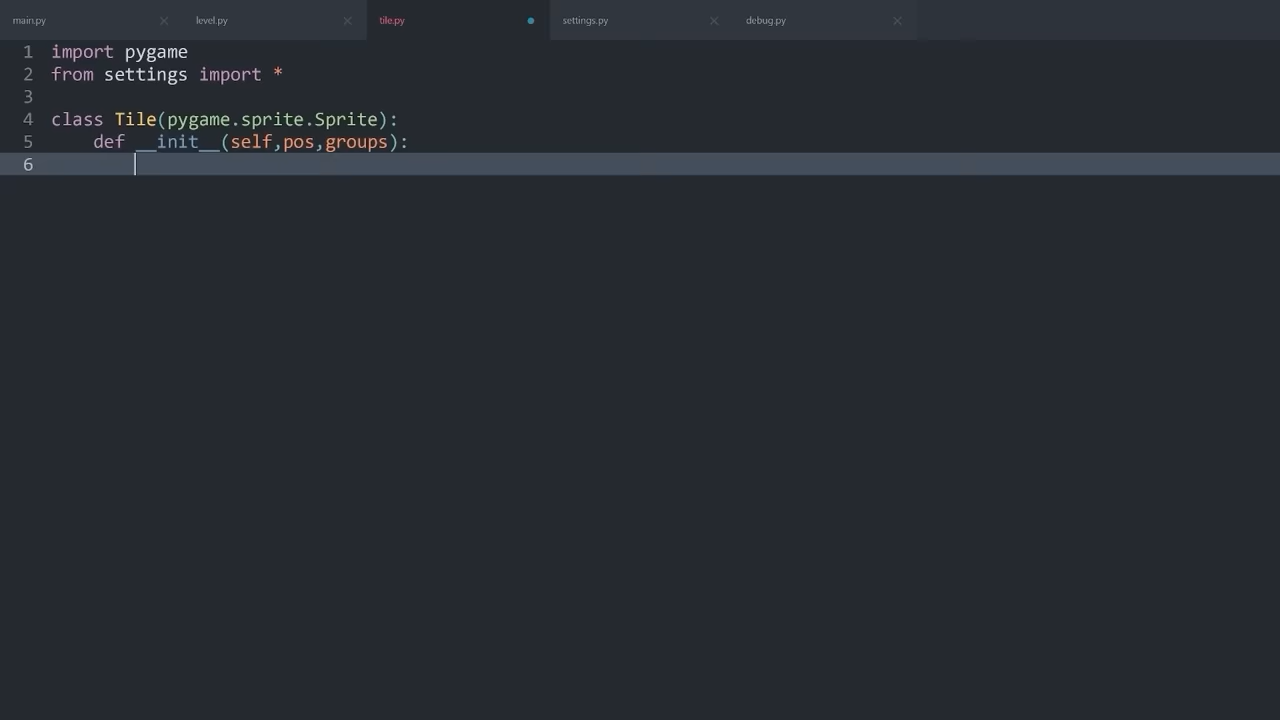 main.py level.py tile.py settings.py debug.py
1 import pygame
2 from settings import *
3
4 class Tile(pygame.sprite.Sprite):
5     def __init__(self,pos,groups):
6